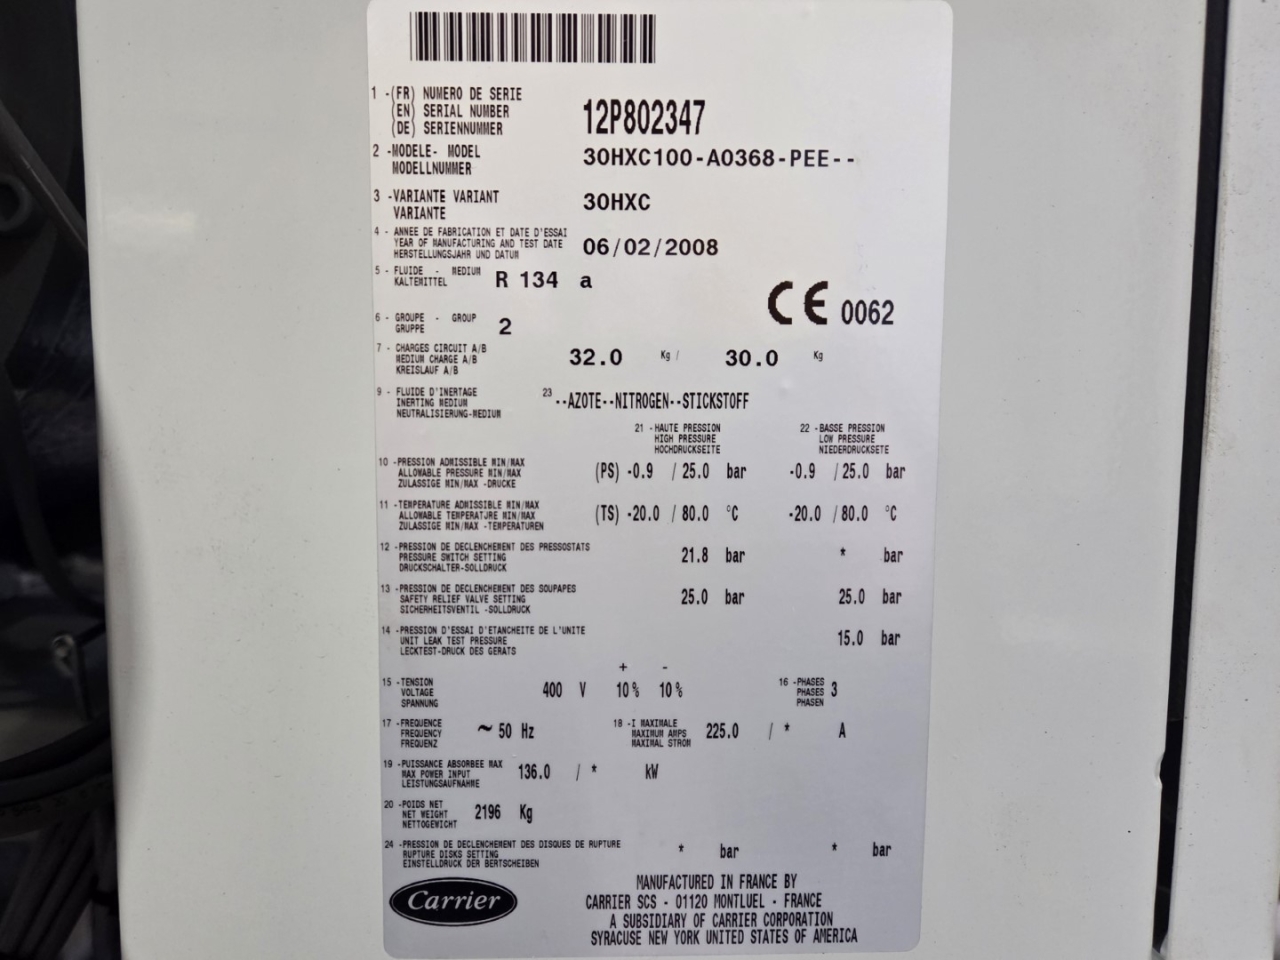 1 -(FR) NUMERO DE SERIE
(EN) SERIAL NUMBER
(DE) SERIENNUMMER
12P802347
2 -MODELE- MODEL
MODELLNUMMER
30HXC100-A0368-PEE--
3 -VARIANTE VARIANT
VARIANTE
30HXC
4 - ANNEE DE FABRICATION ET DATE D'ESSAI
YEAR OF MANUFACTURING AND TEST DATE
HERSTELLUNGSJAHR UND DATUM
06/02/2008
5 - FLUIDE - MEDIUM
KALTEMITTEL
R 134 a
CE 0062
6 - GROUPE - GROUP
GRUPPE
2
7 - CHARGES CIRCUIT A/B
MEDIUM CHARGE A/B
KREISLAUF A/B
32.0 Kg / 30.0 Kg
9 - FLUIDE D'INERTAGE
INERTING MEDIUM
NEUTRALISIERUNG-MEDIUM
23 --AZOTE--NITROGEN--STICKSTOFF
21 -HAUTE PRESSION
HIGH PRESSURE
HOCHDRUCKSEITE
22 -BASSE PRESSION
LOW PRESSURE
NIEDERDRUCKSETE
10 -PRESSION ADMISSIBLE MIN/MAX
ALLOWABLE PRESSURE MIN/MAX
ZULASSIGE MIN/MAX -DRUCKE
(PS) -0.9 / 25.0 bar -0.9 / 25.0 bar
11 -TEMPERATURE ADMISSIBLE MIN/MAX
ALLOWABLE TEMPERATJRE MIN/MAX
ZULASSIGE MIN/MAX -TEMPERATUREN
(TS) -20.0 / 80.0 °C -20.0 / 80.0 °C
12 -PRESSION DE DECLENCHEMENT DES PRESSOSTATS
PRESSURE SWITCH SETTING
DRUCKSCHALTER-SOLLDRUCK
21.8 bar * bar
13 -PRESSION DE DECLENCHEMENT DES SOUPAPES
SAFETY RELIEF VALVE SETTING
SICHERHEITSVENTIL -SOLLDRUCK
25.0 bar 25.0 bar
14 -PRESSION D'ESSAI D'ETANCHEITE DE L'UNITE
UNIT LEAK TEST PRESSURE
LECKTEST-DRUCK DES GERATS
15.0 bar
15 -TENSION
VOLTAGE
SPANNUNG
+ -
400 V 10% 10%
16 -PHASES
PHASES
PHASEN
3
17 -FREQUENCE
FREQUENCY
FREQUENZ
~ 50 Hz
18 -I MAXIMALE
MAXIMUM AMPS
MAXIMAL STROM
225.0 / * A
19 -PUISSANCE ABSORBEE MAX
MAX POWER INPUT
LEISTUNGSAUFNAHME
136.0 / * kW
20 -POIDS NET
NET WEIGHT
NETTOGEWICHT
2196 Kg
24 -PRESSION DE DECLENCHEMENT DES DISQUES DE RUPTURE
RUPTURE DISKS SETTING
EINSTELLDRUCK DER BERTSCHEIBEN
* bar * bar
Carrier
MANUFACTURED IN FRANCE BY
CARRIER SCS - 01120 MONTLUEL - FRANCE
A SUBSIDIARY OF CARRIER CORPORATION
SYRACUSE NEW YORK UNITED STATES OF AMERICA